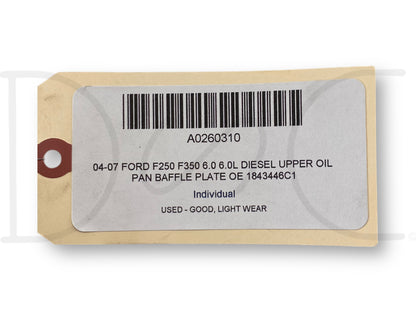 A0260310
04-07 FORD F250 F350 6.0 6.0L DIESEL UPPER OIL
PAN BAFFLE PLATE OE 1843446C1
Individual
USED - GOOD, LIGHT WEAR